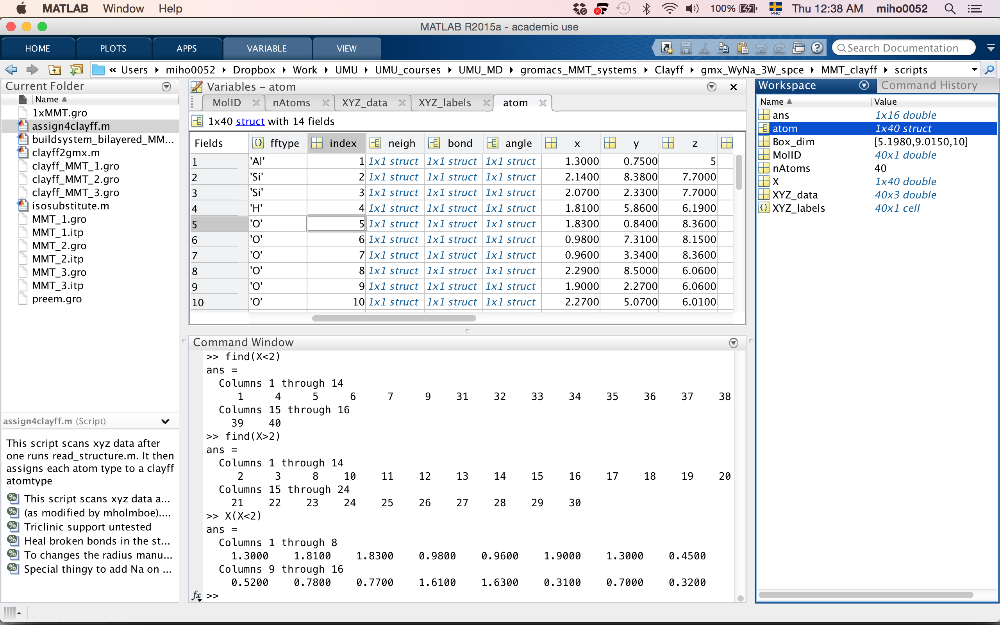 MATLAB Window Help 100% PRO Thu 12:38 AM miho0052
MATLAB R2015a - academic use
HOME PLOTS APPS VARIABLE VIEW Search Documentation
« Users miho0052 Dropbox Work UMU UMU_courses UMU_MD gromacs_MMT_systems Clayff gmx_WyNa_3W_spce MMT_clayff scripts
Current Folder
Name
1xMMT.gro
assign4clayff.m
buildsystem_bilayered_MM...
clayff2gmx.m
clayff_MMT_1.gro
clayff_MMT_2.gro
clayff_MMT_3.gro
isosubstitute.m
MMT_1.gro
MMT_1.itp
MMT_2.gro
MMT_2.itp
MMT_3.gro
MMT_3.itp
preem.gro
assign4clayff.m (Script)
This script scans xyz data after
one runs read_structure.m. It then
assigns each atom type to a clayff
atomtype
This script scans xyz data a...
(as modified by mholmboe)....
Triclinic support untested
Heal broken bonds in the st...
To changes the radius manu...
Special thingy to add Na on ...
Variables - atom
MolID nAtoms XYZ_data XYZ_labels atom
1x40 struct with 14 fields
Fields fftype index neigh bond angle x y z
1 'Al' 1 1x1 struct 1x1 struct 1x1 struct 1.3000 0.7500 5
2 'Si' 2 1x1 struct 1x1 struct 1x1 struct 2.1400 8.3800 7.7000
3 'Si' 3 1x1 struct 1x1 struct 1x1 struct 2.0700 2.3300 7.7000
4 'H' 4 1x1 struct 1x1 struct 1x1 struct 1.8100 5.8600 6.1900
5 'O' 5 1x1 struct 1x1 struct 1x1 struct 1.8300 0.8400 8.3600
6 'O' 6 1x1 struct 1x1 struct 1x1 struct 0.9800 7.3100 8.1500
7 'O' 7 1x1 struct 1x1 struct 1x1 struct 0.9600 3.3400 8.3600
8 'O' 8 1x1 struct 1x1 struct 1x1 struct 2.2900 8.5000 6.0600
9 'O' 9 1x1 struct 1x1 struct 1x1 struct 1.9000 2.2700 6.0600
10 'O' 10 1x1 struct 1x1 struct 1x1 struct 2.2700 5.0700 6.0100
Command Window
>> find(X<2)
ans =
Columns 1 through 14
1 4 5 6 7 9 31 32 33 34 35 36 37 38
Columns 15 through 16
39 40
>> find(X>2)
ans =
Columns 1 through 14
2 3 8 10 11 12 13 14 15 16 17 18 19 20
Columns 15 through 24
21 22 23 24 25 26 27 28 29 30
>> X(X<2)
ans =
Columns 1 through 8
1.3000 1.8100 1.8300 0.9800 0.9600 1.9000 1.3000 0.4500
Columns 9 through 16
0.5200 0.7800 0.7700 1.6100 1.6300 0.3100 0.7000 0.3200
fx >>
Workspace Command History
Name Value
ans 1x16 double
atom 1x40 struct
Box_dim [5.1980,9.0150,10]
MolID 40x1 double
nAtoms 40
X 1x40 double
XYZ_data 40x3 double
XYZ_labels 40x1 cell